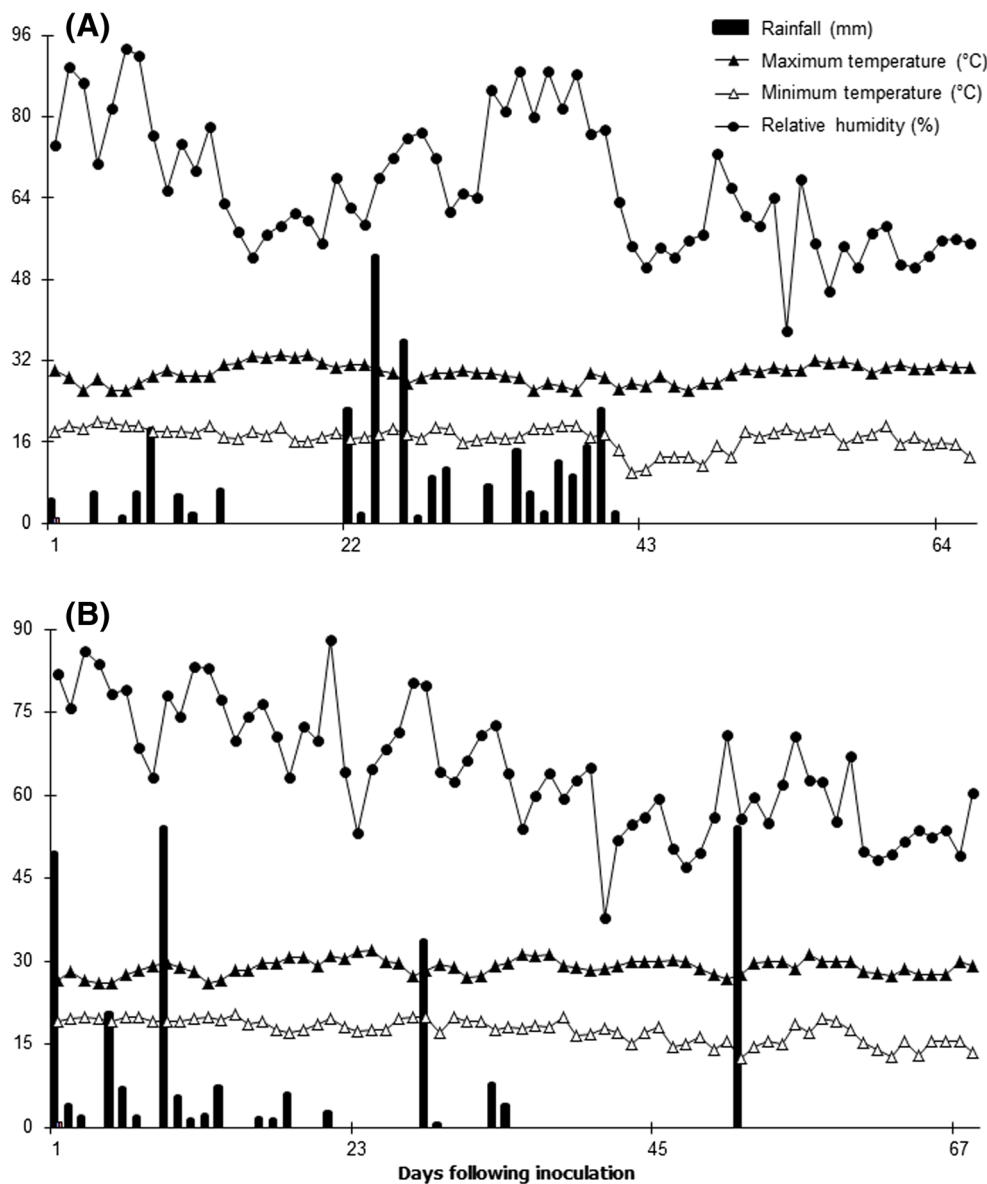 (A)
96
80
64
48
32
16
0
1 22 43 64
Rainfall (mm)
Maximum temperature (°C)
Minimum temperature (°C)
Relative humidity (%)
(B)
90
75
60
45
30
15
0
1 23 45 67
Days following inoculation